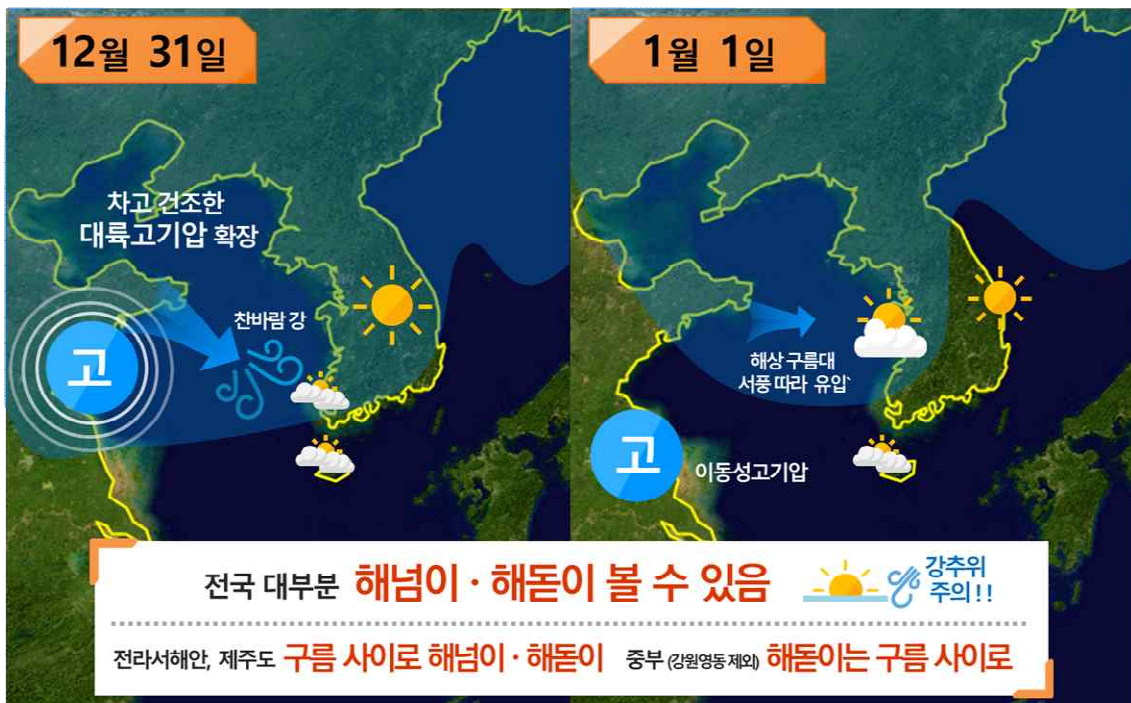 12월 31일
차고 건조한
대륙고기압 확장
찬바람 강
고
1월 1일
해상 구름대
서풍 따라 유입`
고
이동성고기압
전국 대부분 해넘이 · 해돋이 볼 수 있음
강추위
주의!!
전라서해안, 제주도 구름 사이로 해넘이 · 해돋이 중부 (강원영동 제외) 해돋이는 구름 사이로